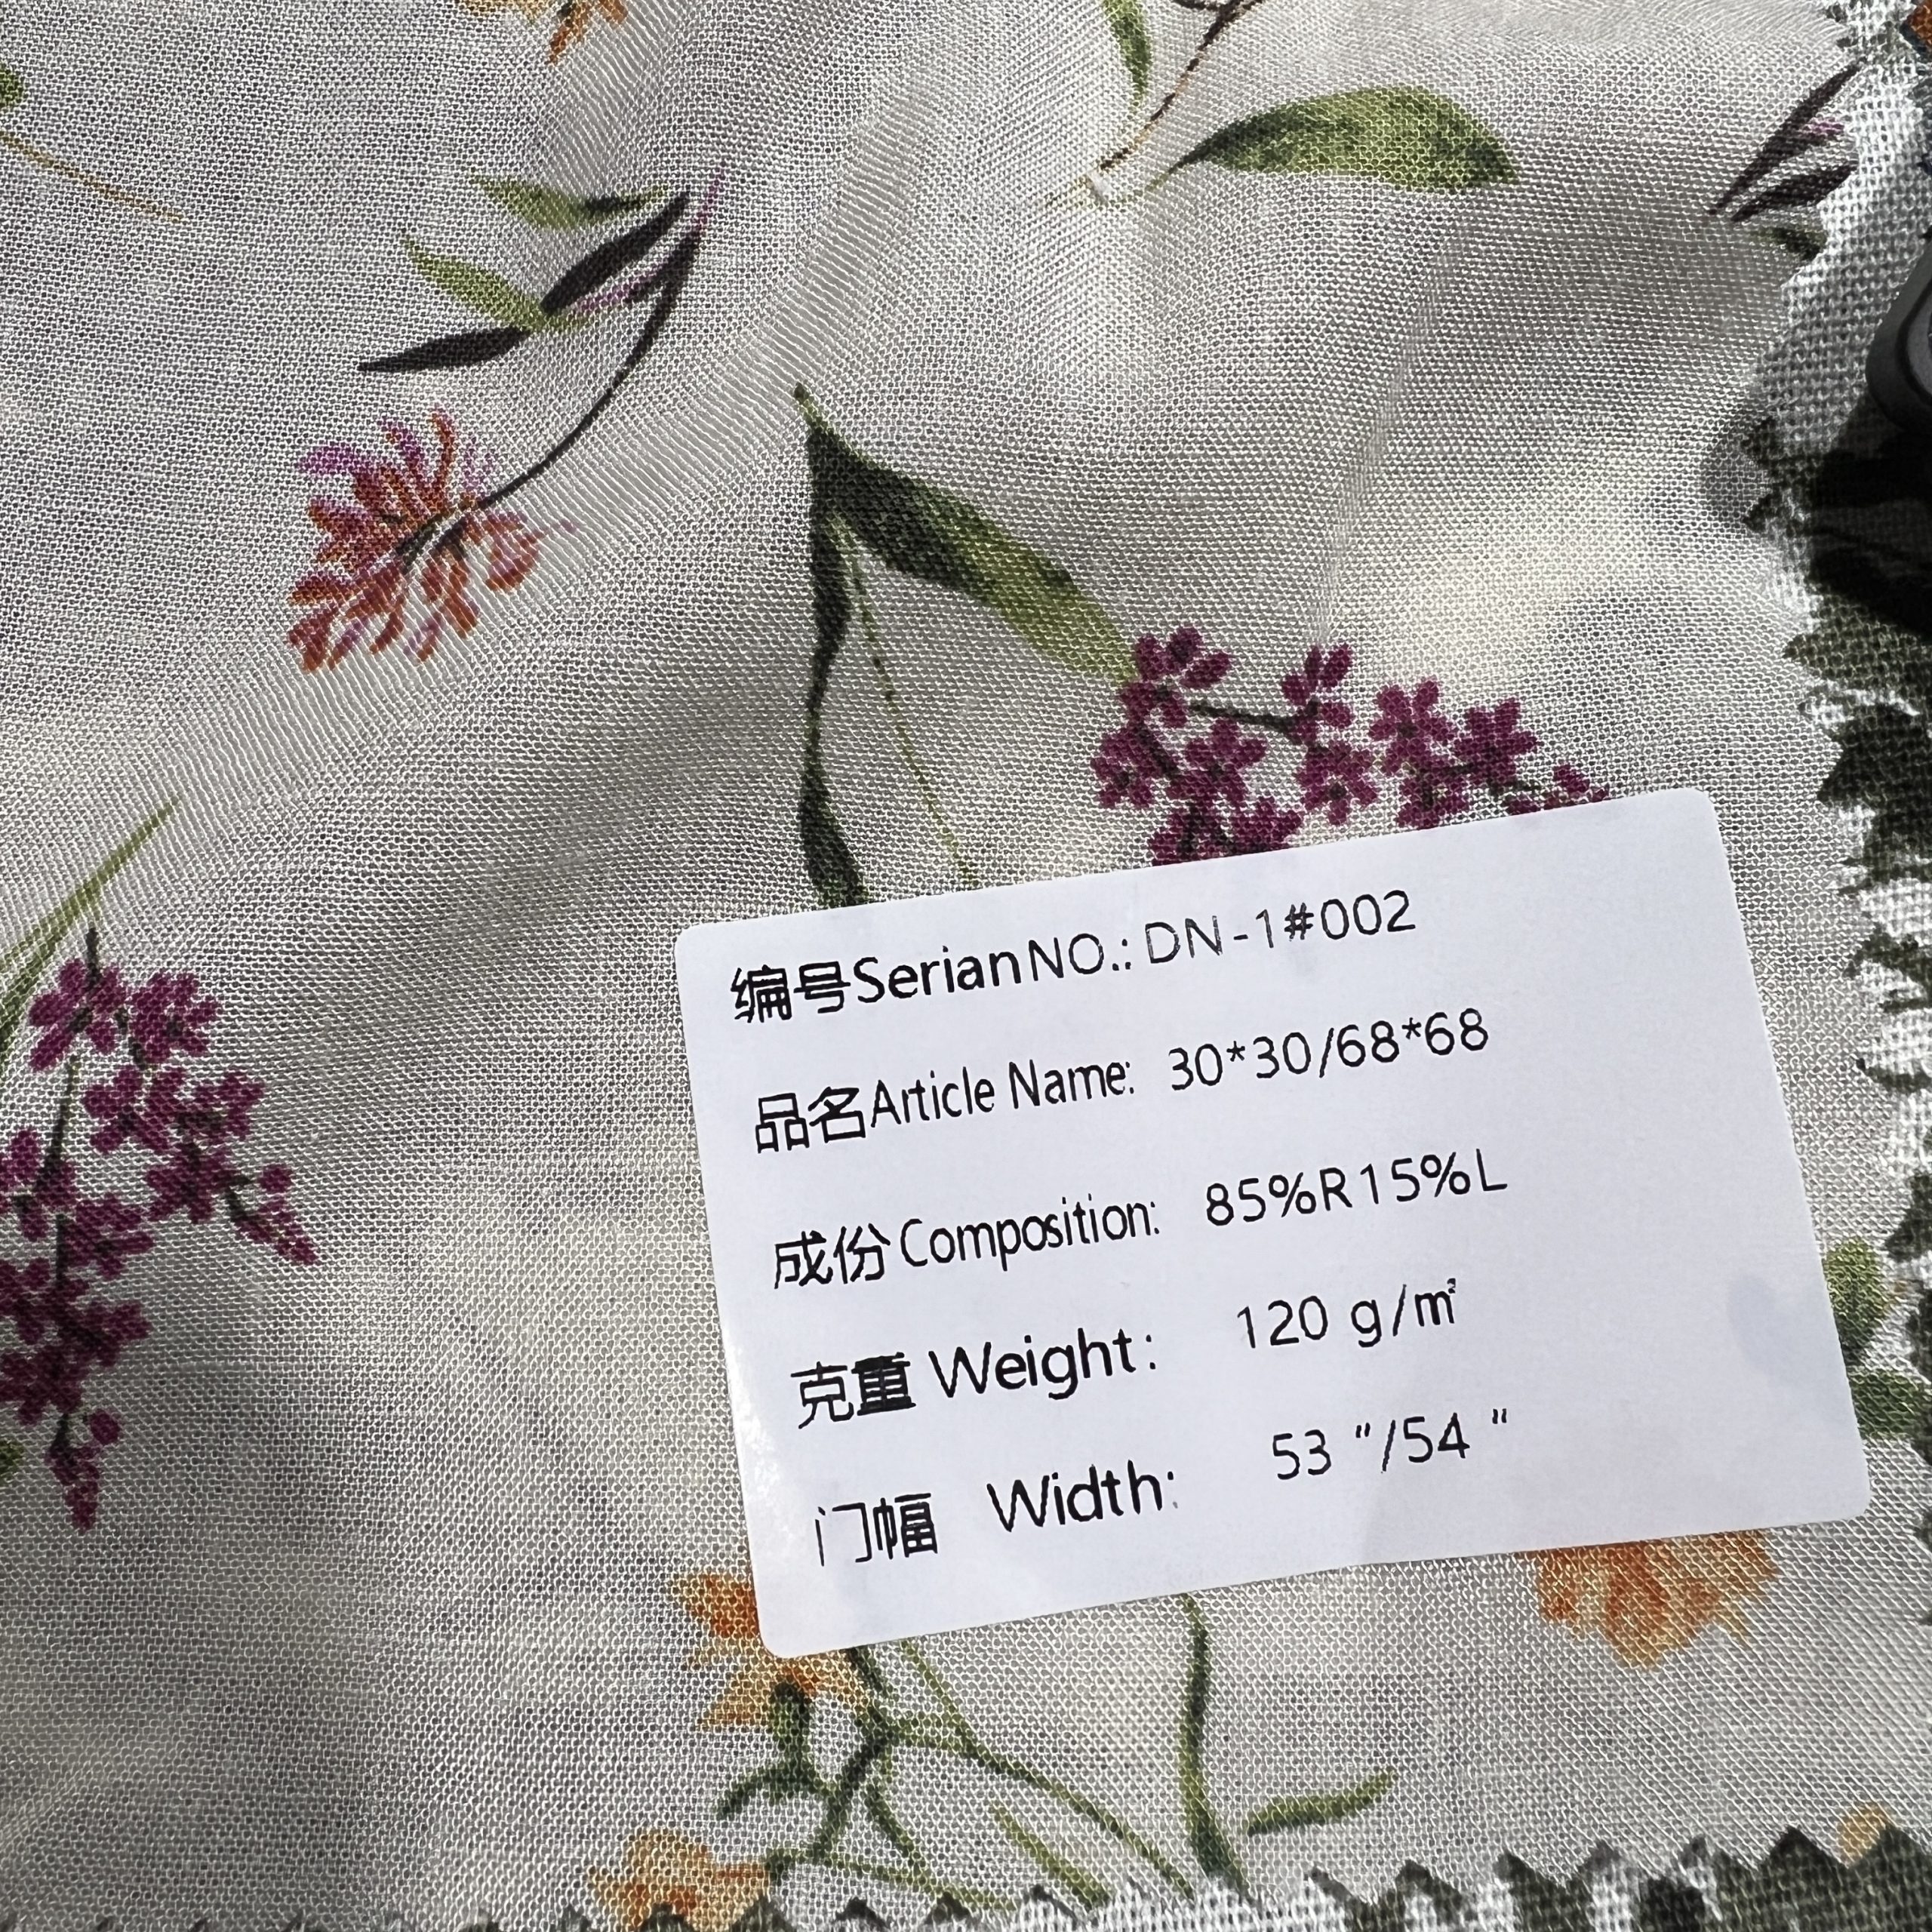 编号SerianNO.: DN-1#002
品名Article Name: 30*30/68*68
成份Composition: 85%R15%L
克重 Weight: 120 g/㎡
门幅 Width: 53 "/54 "